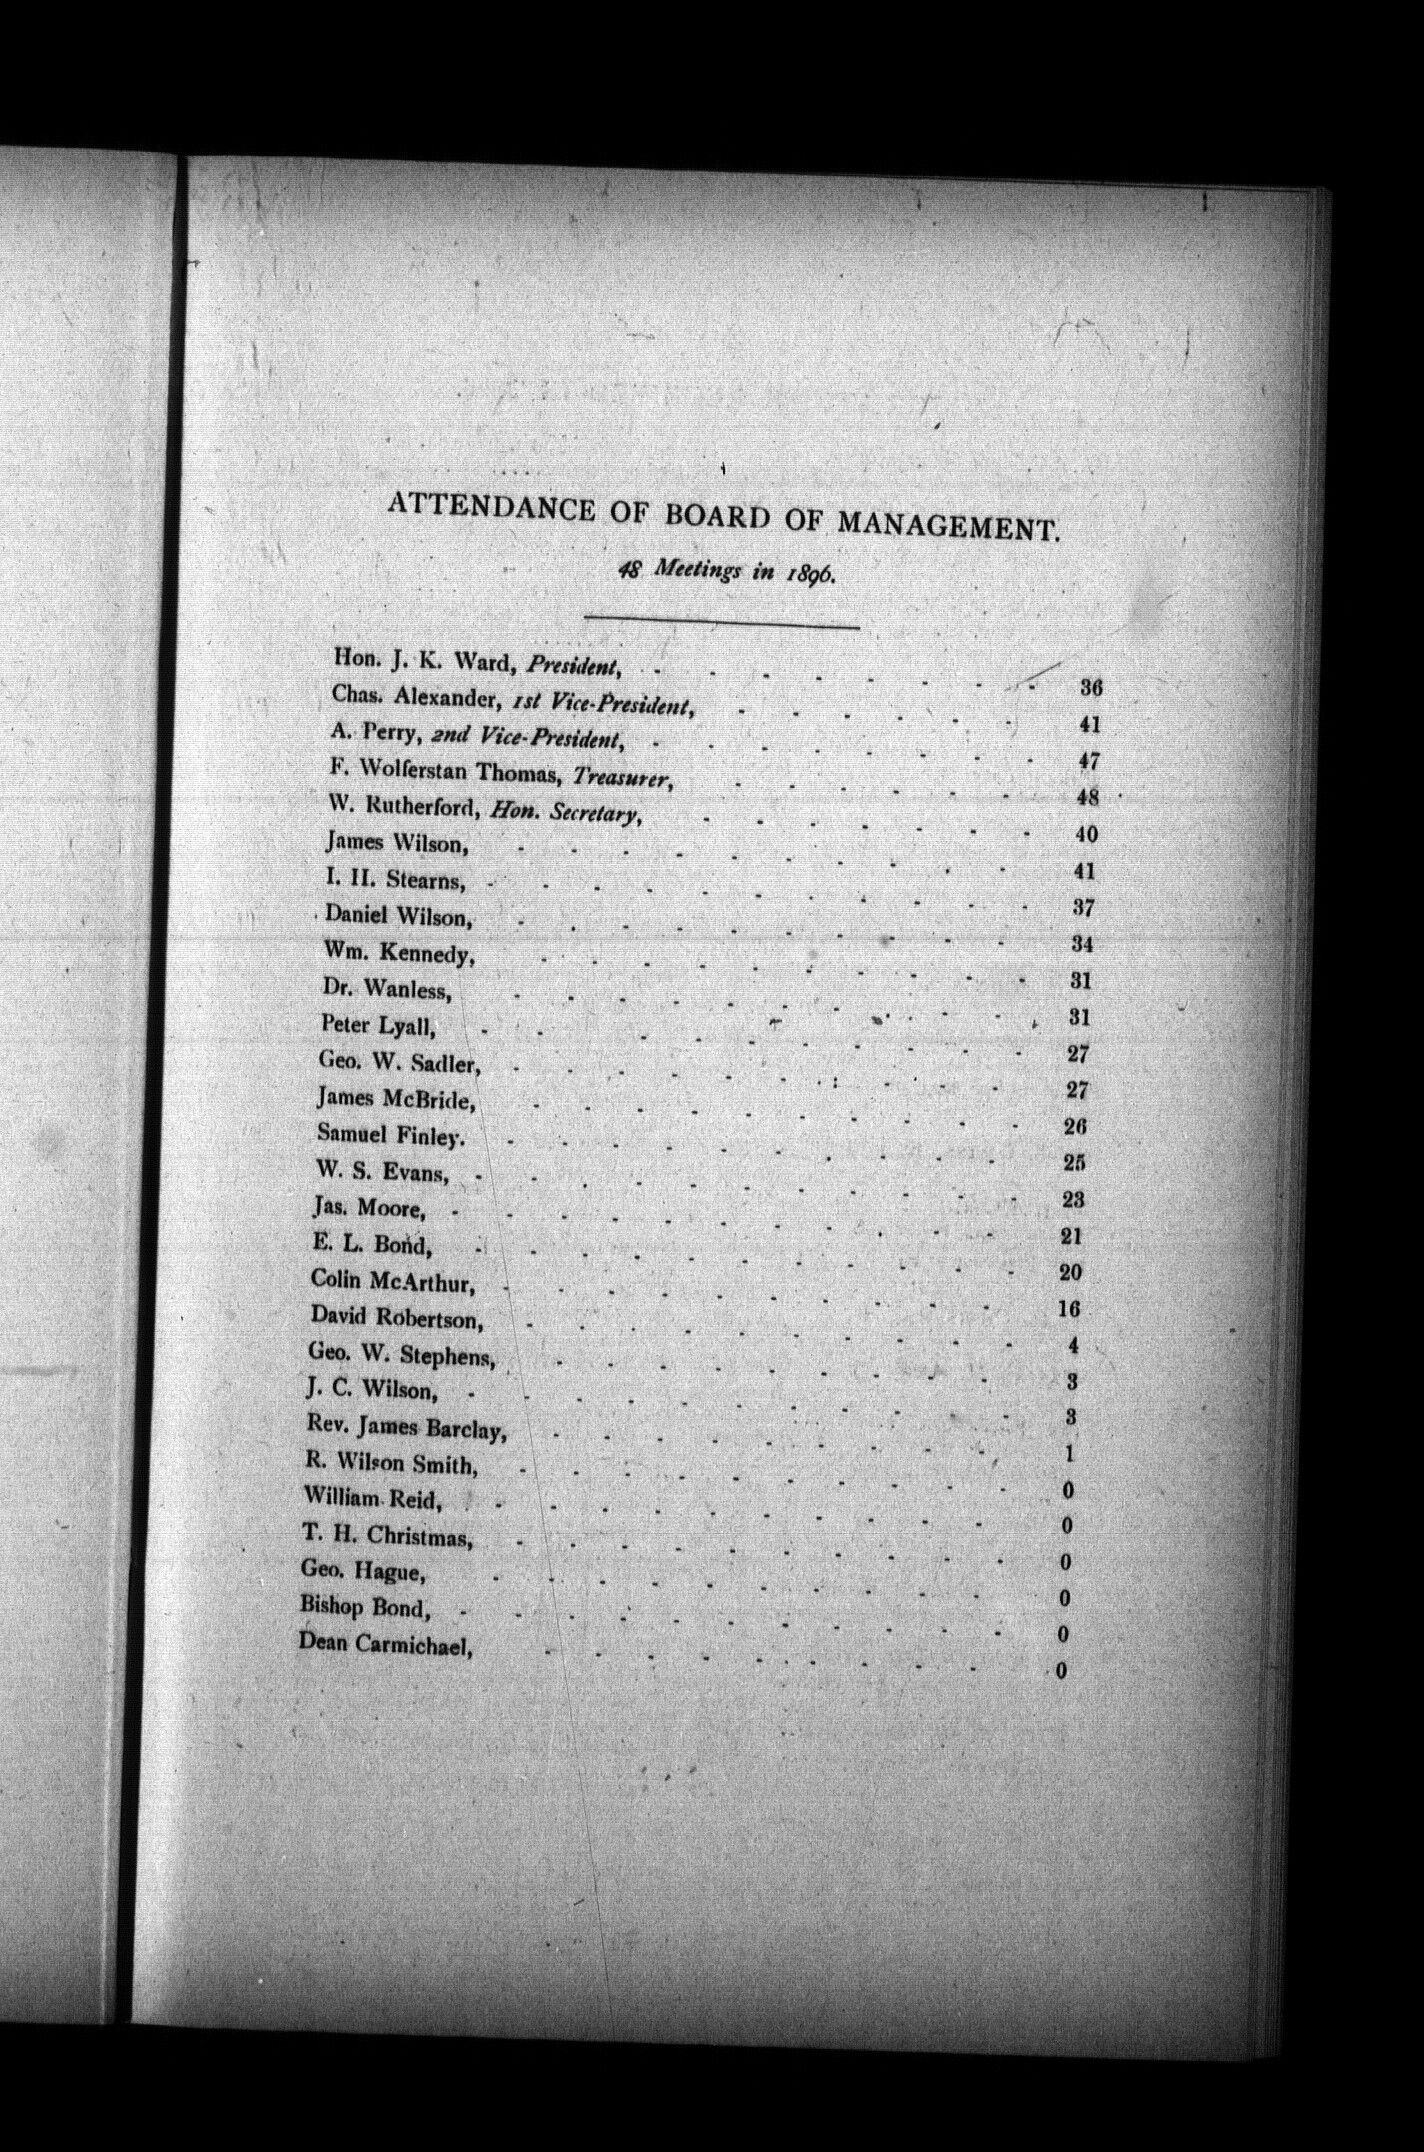 ATTENDANCE OF BOARD OF MANAGEMENT.
48 Meetings in 1896.
Hon. J. K. Ward, President, - - - - - - - - 36
Chas. Alexander, 1st Vice-President, - - - - - - 41
A. Perry, 2nd Vice-President, - - - - - - - - 47
F. Wolferstan Thomas, Treasurer, - - - - - - 48
W. Rutherford, Hon. Secretary, - - - - - - - 40
James Wilson, - - - - - - - - - - 41
I. H. Stearns, - - - - - - - - - - - 37
Daniel Wilson, - - - - - - - - - - 34
Wm. Kennedy, - - - - - - - - - - 31
Dr. Wanless, - - - - - - - - - - 31
Peter Lyall, - - - - - - - - - - - 27
Geo. W. Sadler, - - - - - - - - - - 27
James McBride, - - - - - - - - - - 26
Samuel Finley. - - - - - - - - - - 25
W. S. Evans, - - - - - - - - - - - 23
Jas. Moore, - - - - - - - - - - - 21
E. L. Bond, - - - - - - - - - - - 20
Colin McArthur, - - - - - - - - - - 16
David Robertson, - - - - - - - - - - 4
Geo. W. Stephens, - - - - - - - - - 3
J. C. Wilson, - - - - - - - - - - - 3
Rev. James Barclay, - - - - - - - - - 1
R. Wilson Smith, - - - - - - - - - - 0
William Reid, - - - - - - - - - - 0
T. H. Christmas, - - - - - - - - - - 0
Geo. Hague, - - - - - - - - - - 0
Bishop Bond, - - - - - - - - - - - 0
Dean Carmichael, - - - - - - - - - 0